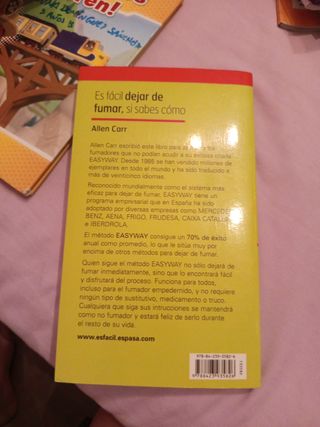 ren!
2 AÑOS
Es fácil dejar de
fumar, si sabes cómo
Allen Carr
Allen Carr escribió este libro para
fumadores que no podían acudir a su exitosa
EASYWAY. Desde 1985 se han vendido millones de
ejemplares en todo el mundo y ha sido traducido a
más de veinticinco idiomas.
Reconocido mundialmente como el sistema más
eficaz para dejar de fumar, EASYWAY tiene un
programa empresarial que en España ha sido
adoptado por diversas empresas como MERCEDES
BENZ, AENA, FRIGO, FRUDESA, CAIXA
e IBERDROLA.
El método EASYWAY consigue un 70% de éxito
anual como promedio, lo que le sitúa muy por
encima de otros métodos para dejar de fumar.
Quien sigue el método EASYWAY no sólo dejará de
fumar inmediatamente, sino que lo encontrará fácil
y disfrutará del proceso. Funciona para todos,
incluso para el fumador empedernido, y no requiere
ningún tipo de sustitutivo, medicamento o truco.
Cualquiera que siga sus instrucciones se mantendrá
como no fumador y estará feliz de serlo durante
el resto de su vida.
www.esfacil.espasa.com